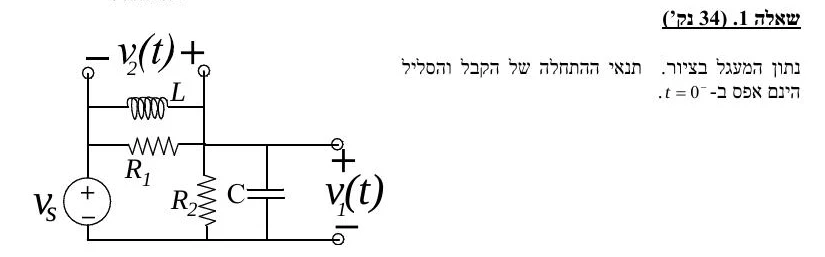 שאלה 1. (34 נק')
נתון המעגל בציור. תנאי ההתחלה של הקבל והסליל
הינם אפס ב- t = 0⁻.
− v₂(t) +
L
R₁
+
−
vₛ
R₂
C
+
v₁(t)
−